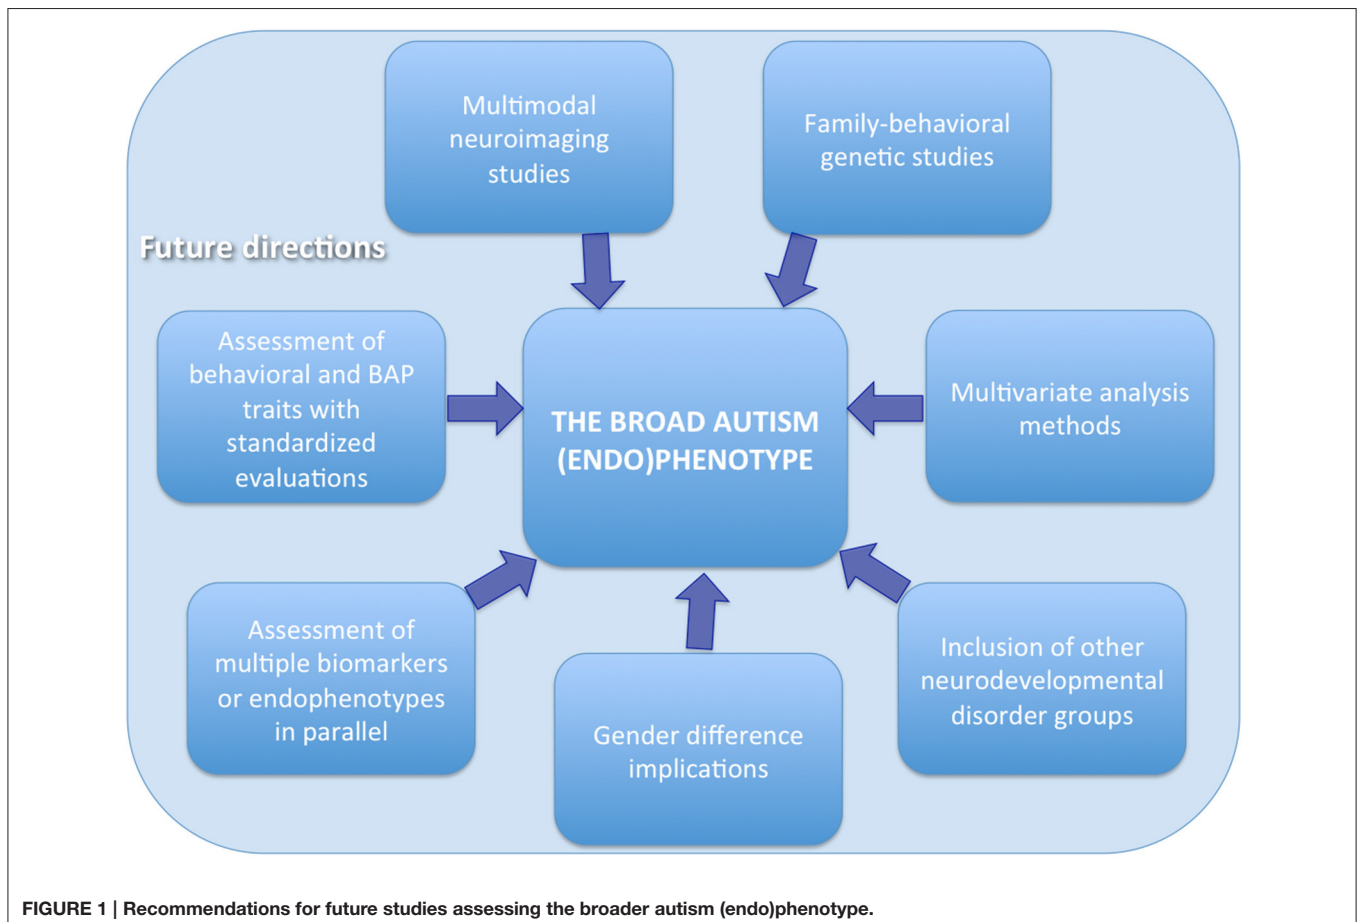 Multimodal
neuroimaging
studies
Family-behavioral
genetic studies
Future directions
Assessment of
behavioral and BAP
traits with
standardized
evaluations
THE BROAD AUTISM
(ENDO)PHENOTYPE
Multivariate analysis
methods
Assessment of
multiple biomarkers
or endophenotypes
in parallel
Gender difference
implications
Inclusion of other
neurodevelopmental
disorder groups
FIGURE 1 | Recommendations for future studies assessing the broader autism (endo)phenotype.